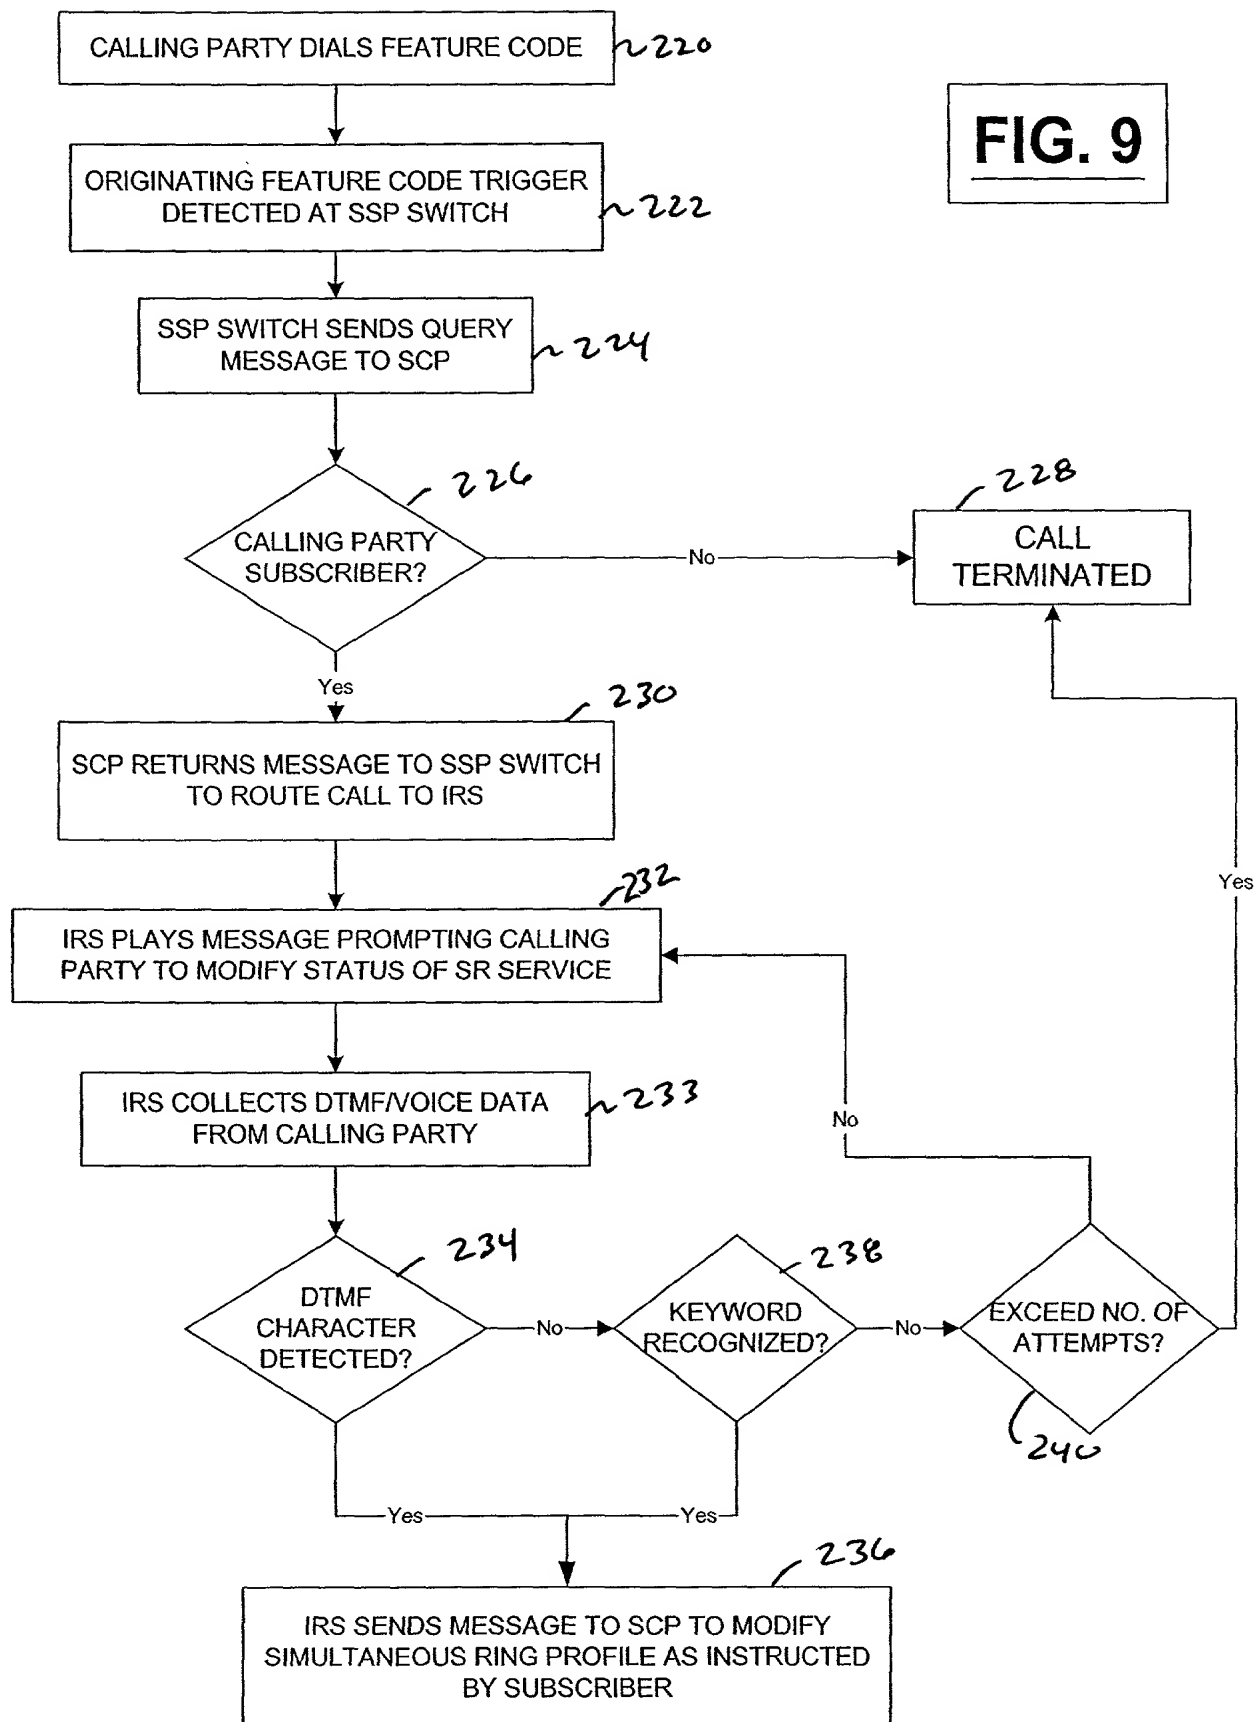 CALLING PARTY DIALS FEATURE CODE
220
FIG. 9
ORIGINATING FEATURE CODE TRIGGER
DETECTED AT SSP SWITCH
222
SSP SWITCH SENDS QUERY
MESSAGE TO SCP
224
226
CALLING PARTY
SUBSCRIBER?
No
228
CALL
TERMINATED
Yes
230
SCP RETURNS MESSAGE TO SSP SWITCH
TO ROUTE CALL TO IRS
Yes
232
IRS PLAYS MESSAGE PROMPTING CALLING
PARTY TO MODIFY STATUS OF SR SERVICE
IRS COLLECTS DTMF/VOICE DATA
FROM CALLING PARTY
233
No
234
DTMF
CHARACTER
DETECTED?
No
238
KEYWORD
RECOGNIZED?
No
EXCEED NO. OF
ATTEMPTS?
240
Yes
Yes
236
IRS SENDS MESSAGE TO SCP TO MODIFY
SIMULTANEOUS RING PROFILE AS INSTRUCTED
BY SUBSCRIBER